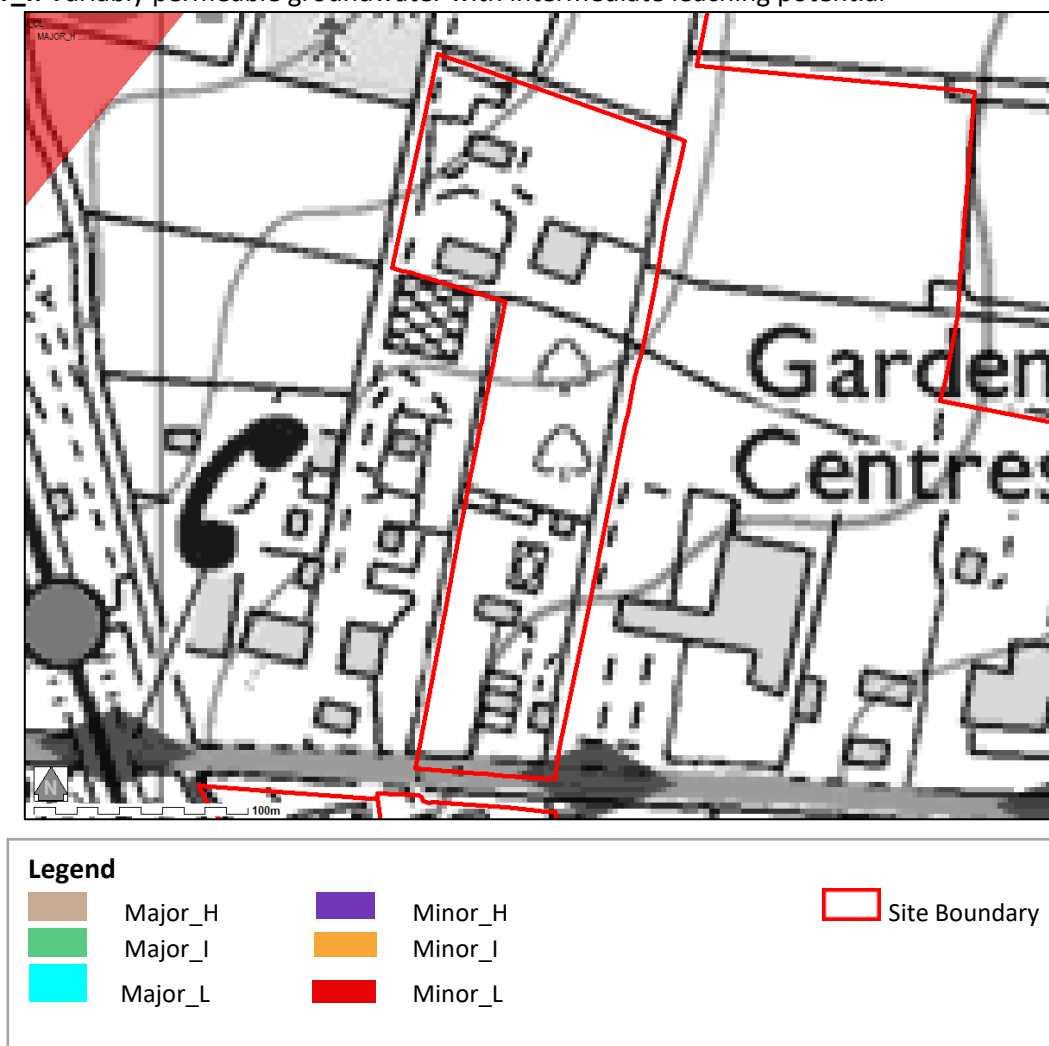 Variably permeable groundwater with intermediate leaching potential
MAJOR_H ...
Garden
Centres
N
100m
Legend
Major_H
Minor_H
Site Boundary
Major_I
Minor_I
Major_L
Minor_L